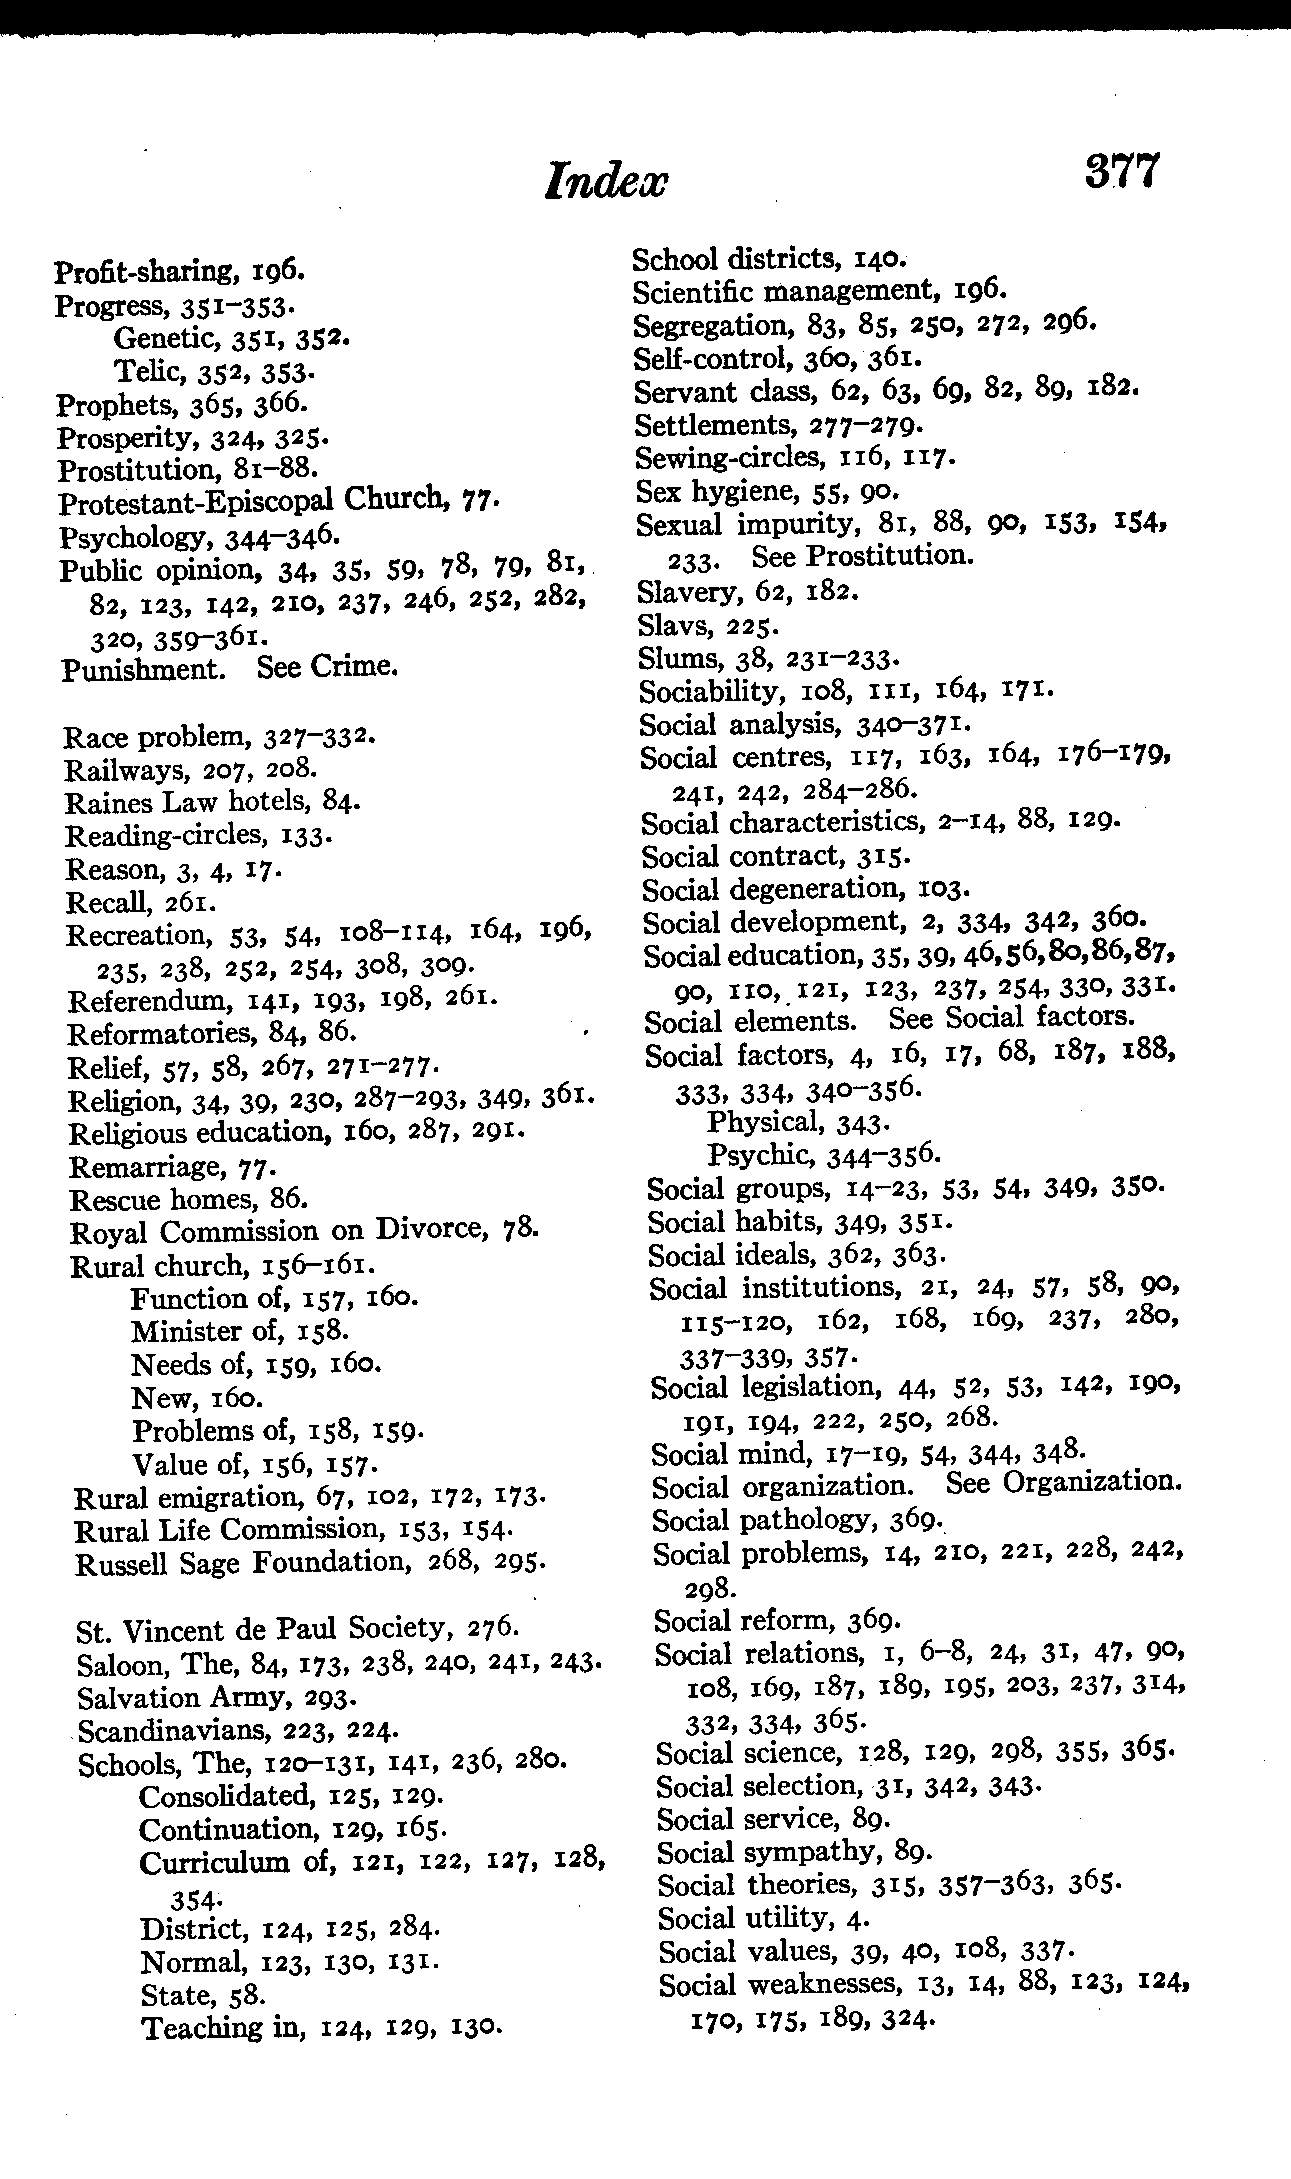 Index
377
Profit-sharing, 196.
Progress, 351–353.
Genetic, 351, 352.
Telic, 352, 353.
Prophets, 365, 366.
Prosperity, 324, 325.
Prostitution, 81–88.
Protestant-Episcopal Church, 77.
Psychology, 344–346.
Public opinion, 34, 35, 59, 78, 79, 81,
82, 123, 142, 210, 237, 246, 252, 282,
320, 359–361.
Punishment. See Crime.
Race problem, 327–332.
Railways, 207, 208.
Raines Law hotels, 84.
Reading-circles, 133.
Reason, 3, 4, 17.
Recall, 261.
Recreation, 53, 54, 108–114, 164, 196,
235, 238, 252, 254, 308, 309.
Referendum, 141, 193, 198, 261.
Reformatories, 84, 86.
Relief, 57, 58, 267, 271–277.
Religion, 34, 39, 230, 287–293, 349, 361.
Religious education, 160, 287, 291.
Remarriage, 77.
Rescue homes, 86.
Royal Commission on Divorce, 78.
Rural church, 156–161.
Function of, 157, 160.
Minister of, 158.
Needs of, 159, 160.
New, 160.
Problems of, 158, 159.
Value of, 156, 157.
Rural emigration, 67, 102, 172, 173.
Rural Life Commission, 153, 154.
Russell Sage Foundation, 268, 295.
St. Vincent de Paul Society, 276.
Saloon, The, 84, 173, 238, 240, 241, 243.
Salvation Army, 293.
Scandinavians, 223, 224.
Schools, The, 120–131, 141, 236, 280.
Consolidated, 125, 129.
Continuation, 129, 165.
Curriculum of, 121, 122, 127, 128,
354.
District, 124, 125, 284.
Normal, 123, 130, 131.
State, 58.
Teaching in, 124, 129, 130.
School districts, 140.
Scientific management, 196.
Segregation, 83, 85, 250, 272, 296.
Self-control, 360, 361.
Servant class, 62, 63, 69, 82, 89, 182.
Settlements, 277–279.
Sewing-circles, 116, 117.
Sex hygiene, 55, 90.
Sexual impurity, 81, 88, 90, 153, 154,
233. See Prostitution.
Slavery, 62, 182.
Slavs, 225.
Slums, 38, 231–233.
Sociability, 108, 111, 164, 171.
Social analysis, 340–371.
Social centres, 117, 163, 164, 176–179,
241, 242, 284–286.
Social characteristics, 2–14, 88, 129.
Social contract, 315.
Social degeneration, 103.
Social development, 2, 334, 342, 360.
Social education, 35, 39, 46, 56, 80, 86, 87,
90, 110, 121, 123, 237, 254, 330, 331.
Social elements. See Social factors.
Social factors, 4, 16, 17, 68, 187, 188,
333, 334, 340–356.
Physical, 343.
Psychic, 344–356.
Social groups, 14–23, 53, 54, 349, 350.
Social habits, 349, 351.
Social ideals, 362, 363.
Social institutions, 21, 24, 57, 58, 90,
115–120, 162, 168, 169, 237, 280,
337–339, 357.
Social legislation, 44, 52, 53, 142, 190,
191, 194, 222, 250, 268.
Social mind, 17–19, 54, 344, 348.
Social organization. See Organization.
Social pathology, 369.
Social problems, 14, 210, 221, 228, 242,
298.
Social reform, 369.
Social relations, 1, 6–8, 24, 31, 47, 90,
108, 169, 187, 189, 195, 203, 237, 314,
332, 334, 365.
Social science, 128, 129, 298, 355, 365.
Social selection, 31, 342, 343.
Social service, 89.
Social sympathy, 89.
Social theories, 315, 357–363, 365.
Social utility, 4.
Social values, 39, 40, 108, 337.
Social weaknesses, 13, 14, 88, 123, 124,
170, 175, 189, 324.